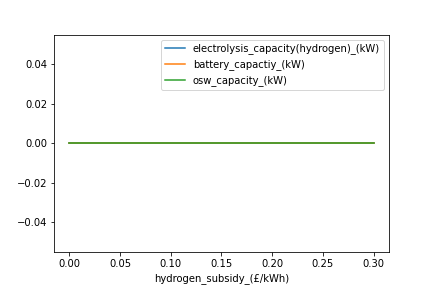 electrolysis_capacity(hydrogen)_(kW)
battery_capactiy_(kW)
osw_capacity_(kW)
0.04
0.02
0.00
−0.02
−0.04
0.00 0.05 0.10 0.15 0.20 0.25 0.30
hydrogen_subsidy_(£/kWh)